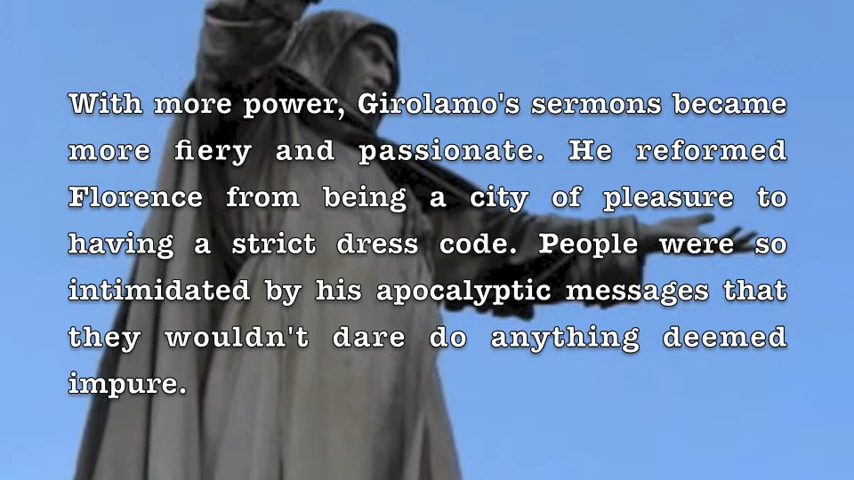 With more power, Girolamo's sermons became
more fiery and passionate. He reformed
Florence from being a city of pleasure to
having a strict dress code. People were so
intimidated by his apocalyptic messages that
they wouldn't dare do anything deemed
impure.